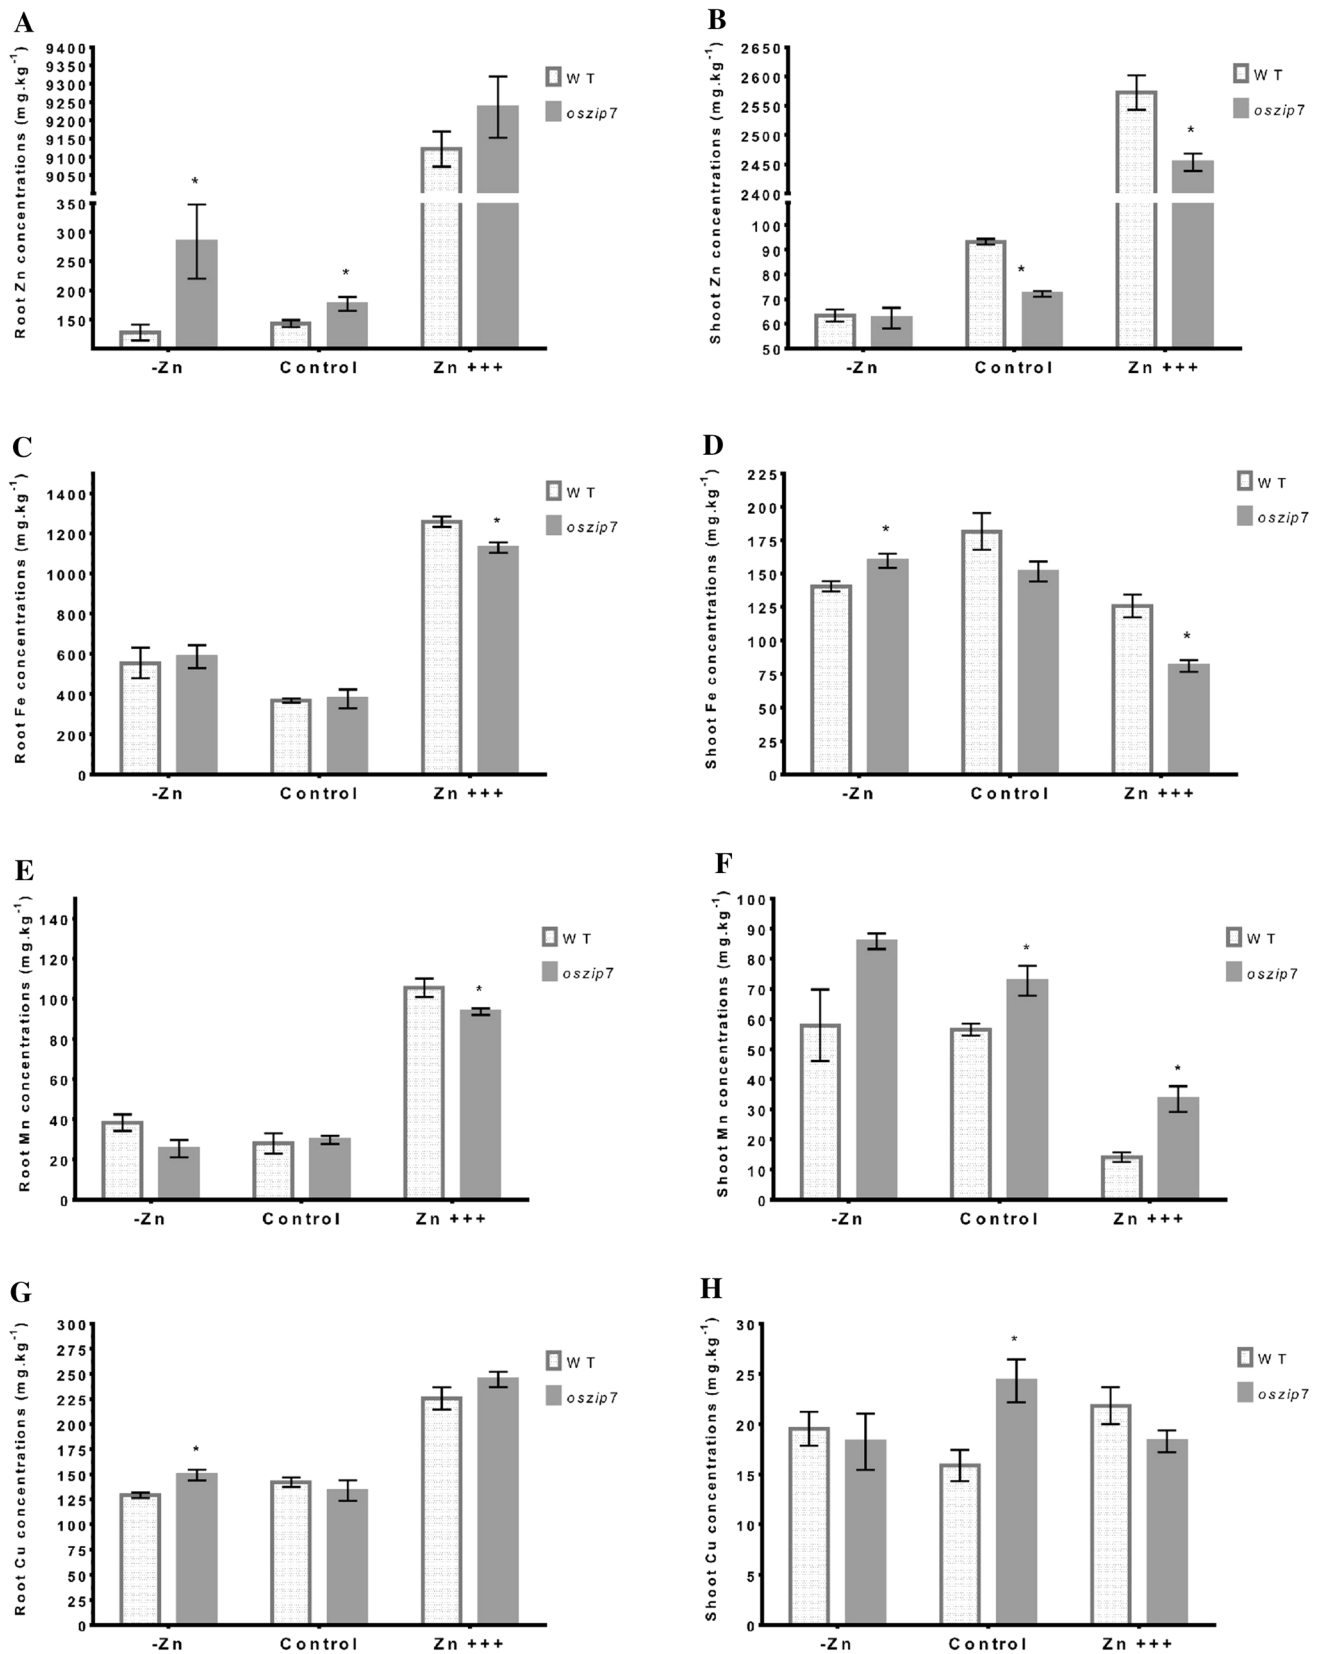 A
Root Zn concentrations (mg.kg-1)
9400
9350
9300
9250
9200
9150
9100
9050
350
300
250
200
150
*
*
-Zn Control Zn +++
WT
oszip7
B
Shoot Zn concentrations (mg.kg-1)
2650
2600
2550
2500
2450
2400
100
90
80
70
60
50
*
*
-Zn Control Zn +++
WT
oszip7
C
Root Fe concentrations (mg.kg-1)
1400
1200
1000
800
600
400
200
0
*
-Zn Control Zn +++
WT
oszip7
D
Shoot Fe concentrations (mg.kg-1)
225
200
175
150
125
100
75
50
25
0
*
*
-Zn Control Zn +++
WT
oszip7
E
Root Mn concentrations (mg.kg-1)
140
120
100
80
60
40
20
0
*
-Zn Control Zn +++
WT
oszip7
F
Shoot Mn concentrations (mg.kg-1)
100
90
80
70
60
50
40
30
20
10
0
*
*
-Zn Control Zn +++
WT
oszip7
G
Root Cu concentrations (mg.kg-1)
300
275
250
225
200
175
150
125
100
75
50
25
0
*
-Zn Control Zn +++
WT
oszip7
H
Shoot Cu concentrations (mg.kg-1)
30
25
20
15
10
5
0
*
-Zn Control Zn +++
WT
oszip7